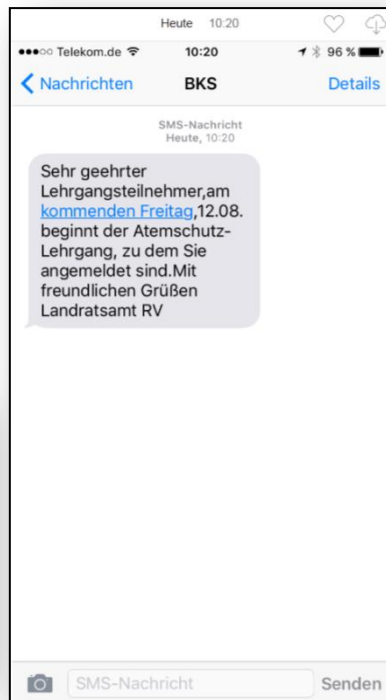 Heute 10:20
Telekom.de 10:20 96 %
Nachrichten BKS Details
SMS-Nachricht
Heute, 10:20
Sehr geehrter
Lehrgangsteilnehmer,am
kommenden Freitag,12.08.
beginnt der Atemschutz-
Lehrgang, zu dem Sie
angemeldet sind.Mit
freundlichen Grüßen
Landratsamt RV
SMS-Nachricht Senden